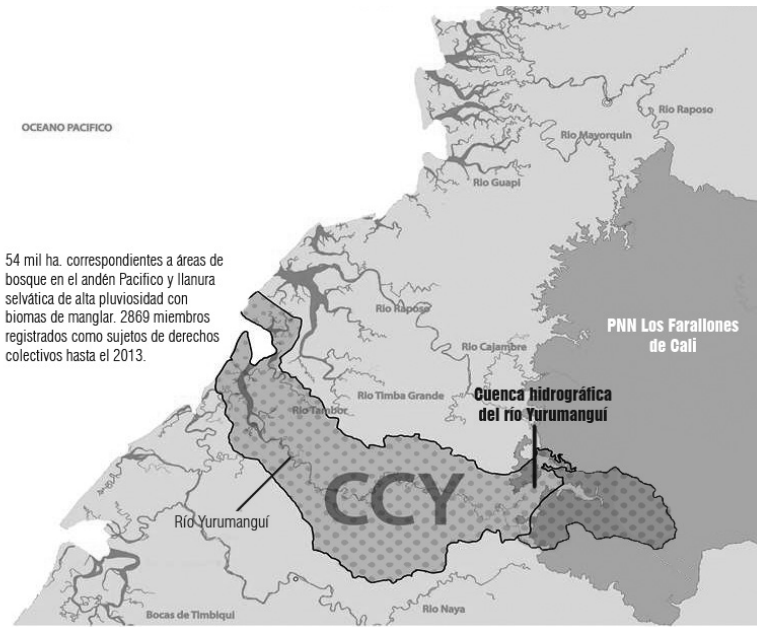 Rio Raposo
OCEANO PACIFICO
Rio Mayorquin
Rio Guapi
54 mil ha. correspondientes a áreas de
bosque en el andén Pacifico y llanura
selvática de alta pluviosidad con
biomas de manglar. 2869 miembros
registrados como sujetos de derechos
colectivos hasta el 2013.
Rio Raposo
PNN Los Farallones
de Cali
Rio Cajambre
Rio Timba Grande
Cuenca hidrográfica
del río Yurumanguí
Rio Tambor
CCY
Río Yurumanguí
Bocas de Timbiqui
Rio Naya